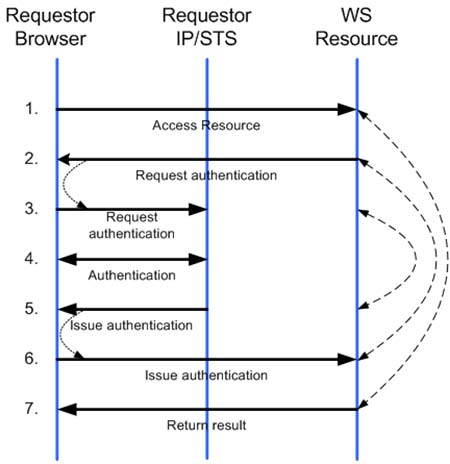 Requestor Browser
Requestor IP/STS
WS Resource
1.
Access Resource
2.
Request authentication
3.
Request
authentication
4.
Authentication
5.
Issue authentication
6.
Issue authentication
7.
Return result